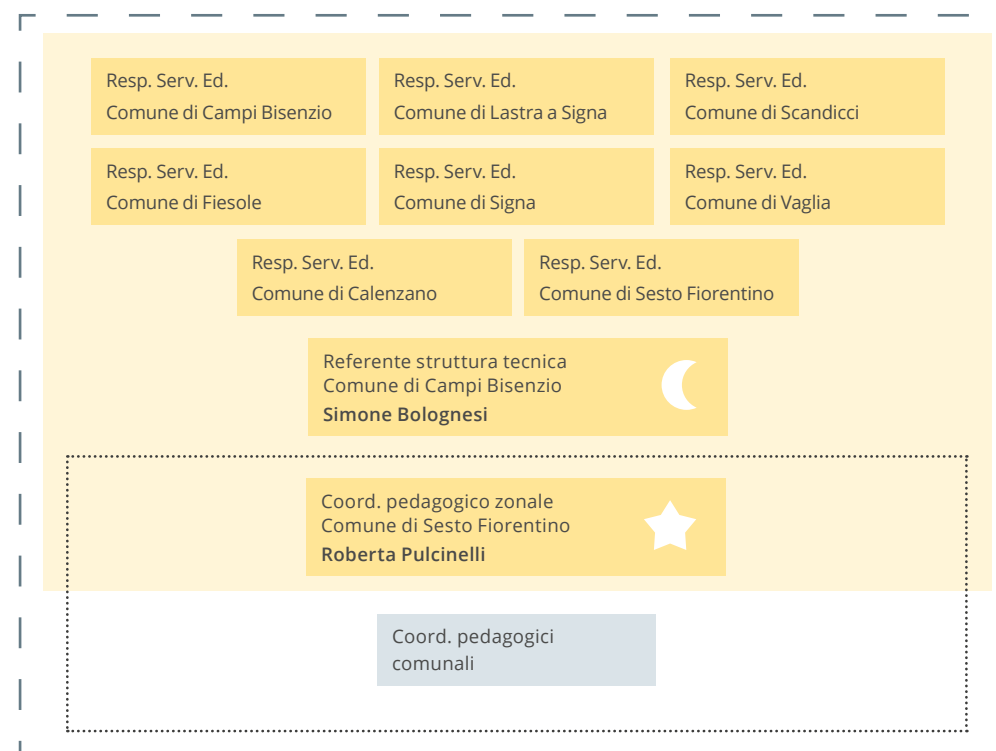 Resp. Serv. Ed.
Comune di Campi Bisenzio
Resp. Serv. Ed.
Comune di Lastra a Signa
Resp. Serv. Ed.
Comune di Scandicci
Resp. Serv. Ed.
Comune di Fiesole
Resp. Serv. Ed.
Comune di Signa
Resp. Serv. Ed.
Comune di Vaglia
Resp. Serv. Ed.
Comune di Calenzano
Resp. Serv. Ed.
Comune di Sesto Fiorentino
Referente struttura tecnica
Comune di Campi Bisenzio
Simone Bolognesi
Coord. pedagogico zonale
Comune di Sesto Fiorentino
Roberta Pulcinelli
Coord. pedagogici
comunali